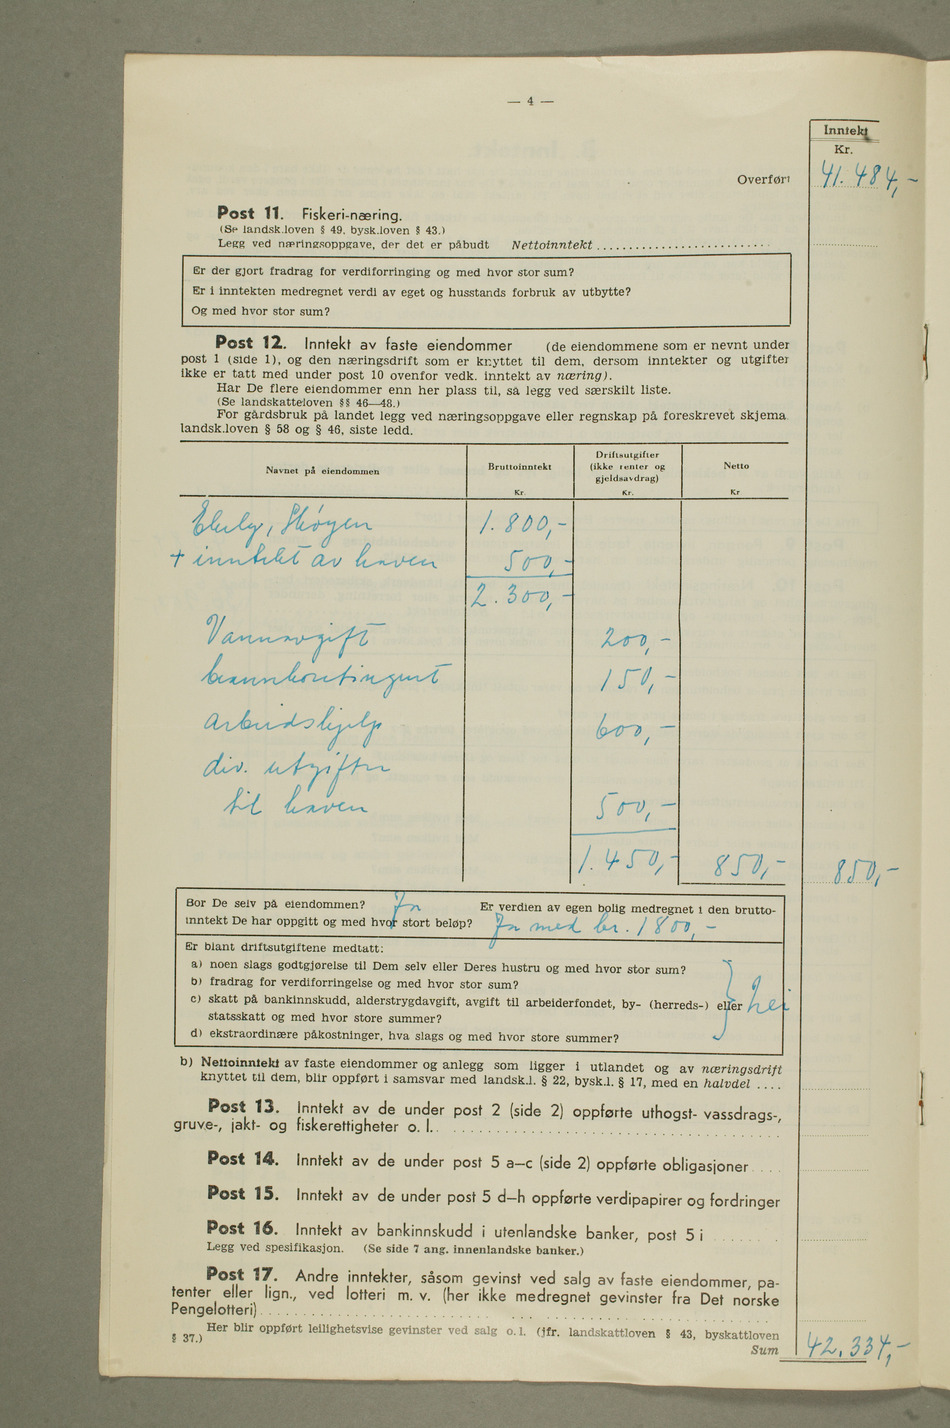 — 4 —
Inntekt
Kr.
Overført 41.484,-
Post 11. Fiskeri-næring.
(Se landsk.loven § 49, bysk.loven § 43.)
Legg ved næringsoppgave, der det er påbudt Nettoinntekt
Er der gjort fradrag for verdiforringing og med hvor stor sum?
Er i inntekten medregnet verdi av eget og husstands forbruk av utbytte?
Og med hvor stor sum?
Post 12. Inntekt av faste eiendommer (de eiendommene som er nevnt under
post 1 (side 1), og den næringsdrift som er knyttet til dem, dersom inntekter og utgifter
ikke er tatt med under post 10 ovenfor vedk. inntekt av næring).
Har De flere eiendommer enn her plass til, så legg ved særskilt liste.
(Se landskatteloven §§ 46—48.)
For gårdsbruk på landet legg ved næringsoppgave eller regnskap på foreskrevet skjema
landsk.loven § 58 og § 46, siste ledd.
Navnet på eiendommen Bruttoinntekt Kr. Driftsutgifter (ikke renter og gjeldsavdrag) Kr. Netto Kr
Ekely, Skøyen 1.800,-
+ inntekt av haven 500,-
2.300,-
Vannavgift 200,-
brannkontingent 150,-
arbeidshjelp 600,-
div. utgifter
til haven 500,-
1.450,- 850,- 850,-
Bor De selv på eiendommen? Ja Er verdien av egen bolig medregnet i den brutto-
inntekt De har oppgitt og med hvor stort beløp? Ja med kr. 1800,-
Er blant driftsutgiftene medtatt:
a) noen slags godtgjørelse til Dem selv eller Deres hustru og med hvor stor sum?
b) fradrag for verdiforringelse og med hvor stor sum?
c) skatt på bankinnskudd, alderstrygdavgift, avgift til arbeiderfondet, by- (herreds-) eller nei
statsskatt og med hvor store summer?
d) ekstraordinære påkostninger, hva slags og med hvor store summer?
b) Nettoinntekt av faste eiendommer og anlegg som ligger i utlandet og av næringsdrift
knyttet til dem, blir oppført i samsvar med landsk.l. § 22, bysk.l. § 17, med en halvdel ....
Post 13. Inntekt av de under post 2 (side 2) oppførte uthogst- vassdrags-,
gruve-, jakt- og fiskerettigheter o. l.
Post 14. Inntekt av de under post 5 a—c (side 2) oppførte obligasjoner
Post 15. Inntekt av de under post 5 d—h oppførte verdipapirer og fordringer
Post 16. Inntekt av bankinnskudd i utenlandske banker, post 5 i
Legg ved spesifikasjon. (Se side 7 ang. innenlandske banker.)
Post 17. Andre inntekter, såsom gevinst ved salg av faste eiendommer, pa-
tenter eller lign., ved lotteri m. v. (her ikke medregnet gevinster fra Det norske
Pengelotteri)
Her blir oppført leilighetsvise gevinster ved salg o. l. (jfr. landskattloven § 43, byskattloven
§ 37.)
Sum 42.334,-